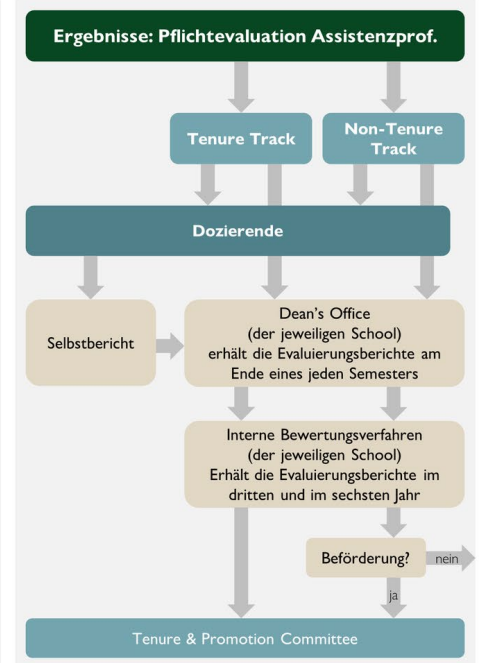 Ergebnisse: Pflichtevaluation Assistenzprof.
Tenure Track
Non-Tenure
Track
Dozierende
Selbstbericht
Dean's Office
(der jeweiligen School)
erhält die Evaluierungsberichte am
Ende eines jeden Semesters
Interne Bewertungsverfahren
(der jeweiligen School)
Erhält die Evaluierungsberichte im
dritten und im sechsten Jahr
Beförderung?
nein
ja
Tenure & Promotion Committee